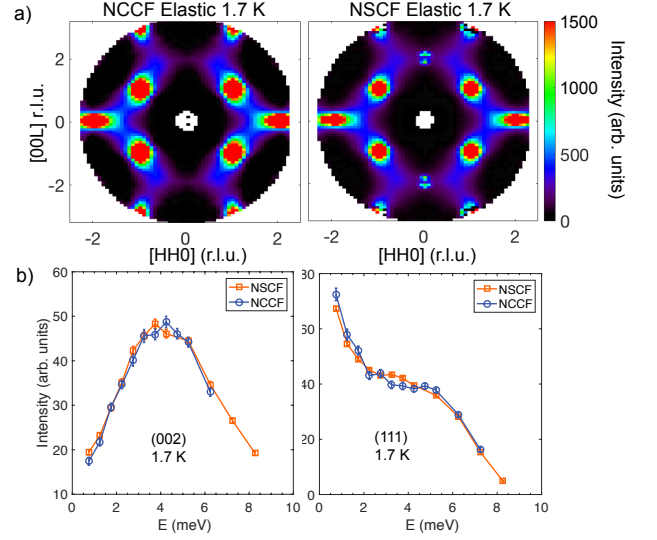 a)
NCCF Elastic 1.7 K
NSCF Elastic 1.7 K
[00L] r.l.u.
2
0
-2
-2
0
2
-2
0
2
[HH0] (r.l.u.)
[HH0] (r.l.u.)
1500
1000
500
0
Intensity (arb. units)
b)
Intensity (arb. units)
60
50
40
30
20
10
NSCF
NCCF
(002)
1.7 K
0
2
4
6
8
10
E (meV)
80
60
40
20
0
NSCF
NCCF
(111)
1.7 K
0
2
4
6
8
10
E (meV)